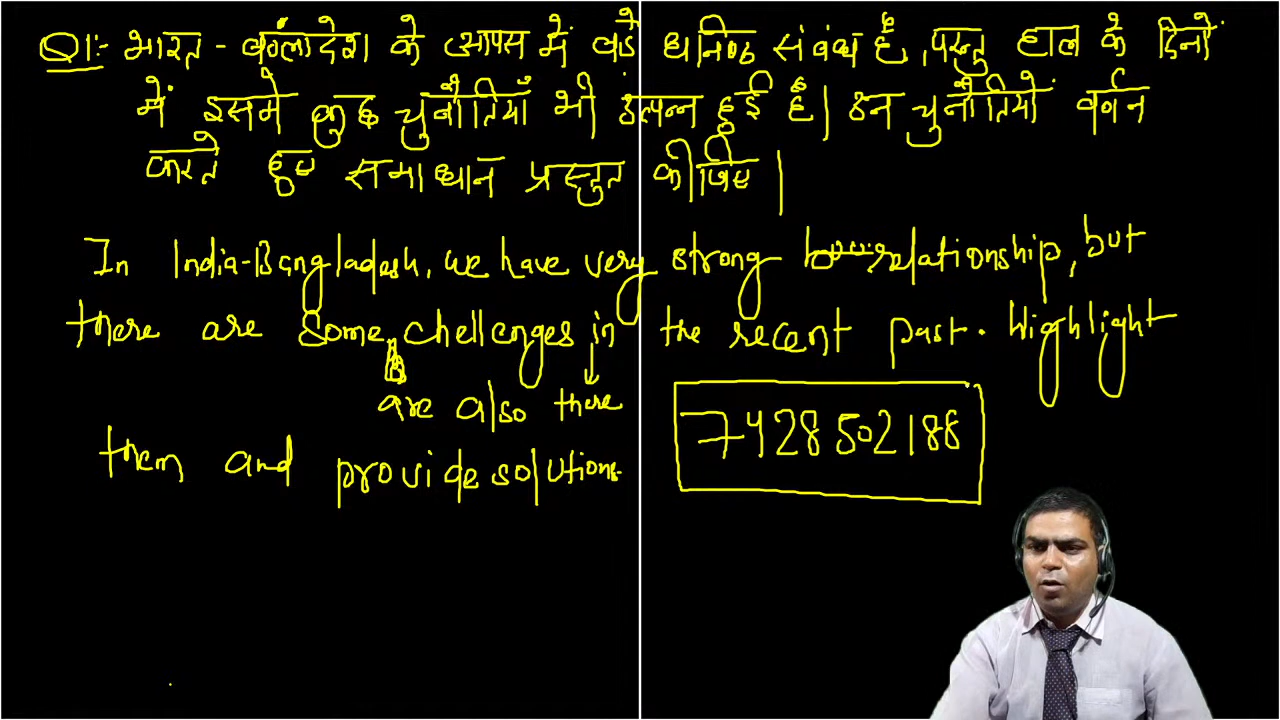 Q1:- भारत - बंग्लादेश के आपस में बडे घनिष्ठ संबंध हैं, परन्तु हाल के दिनों
में इसमें कुछ चुनौतियाँ भी उत्पन्न हुई हैं। उन चुनौतियों वर्णन
करते हुए समाधान प्रस्तुत कीजिए।
In India-Bangladesh, we have very strong relationship, but
there are some challenges in the recent past. Highlight
are also there
7428502188
them and provide solutions.